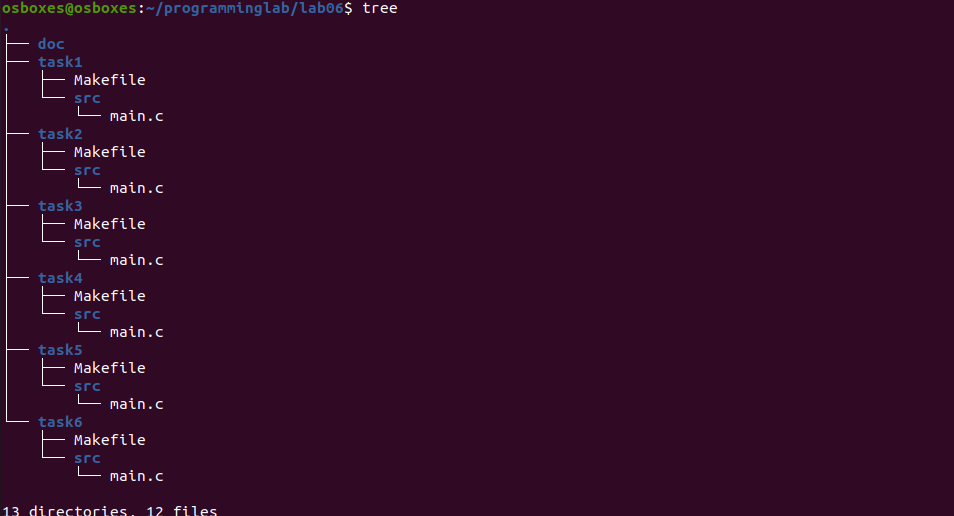 osboxes@osboxes:~/programminglab/lab06$ tree
.
├── doc
├── task1
│   ├── Makefile
│   └── src
│       └── main.c
├── task2
│   ├── Makefile
│   └── src
│       └── main.c
├── task3
│   ├── Makefile
│   └── src
│       └── main.c
├── task4
│   ├── Makefile
│   └── src
│       └── main.c
├── task5
│   ├── Makefile
│   └── src
│       └── main.c
└── task6
    ├── Makefile
    └── src
        └── main.c
13 directories, 12 files